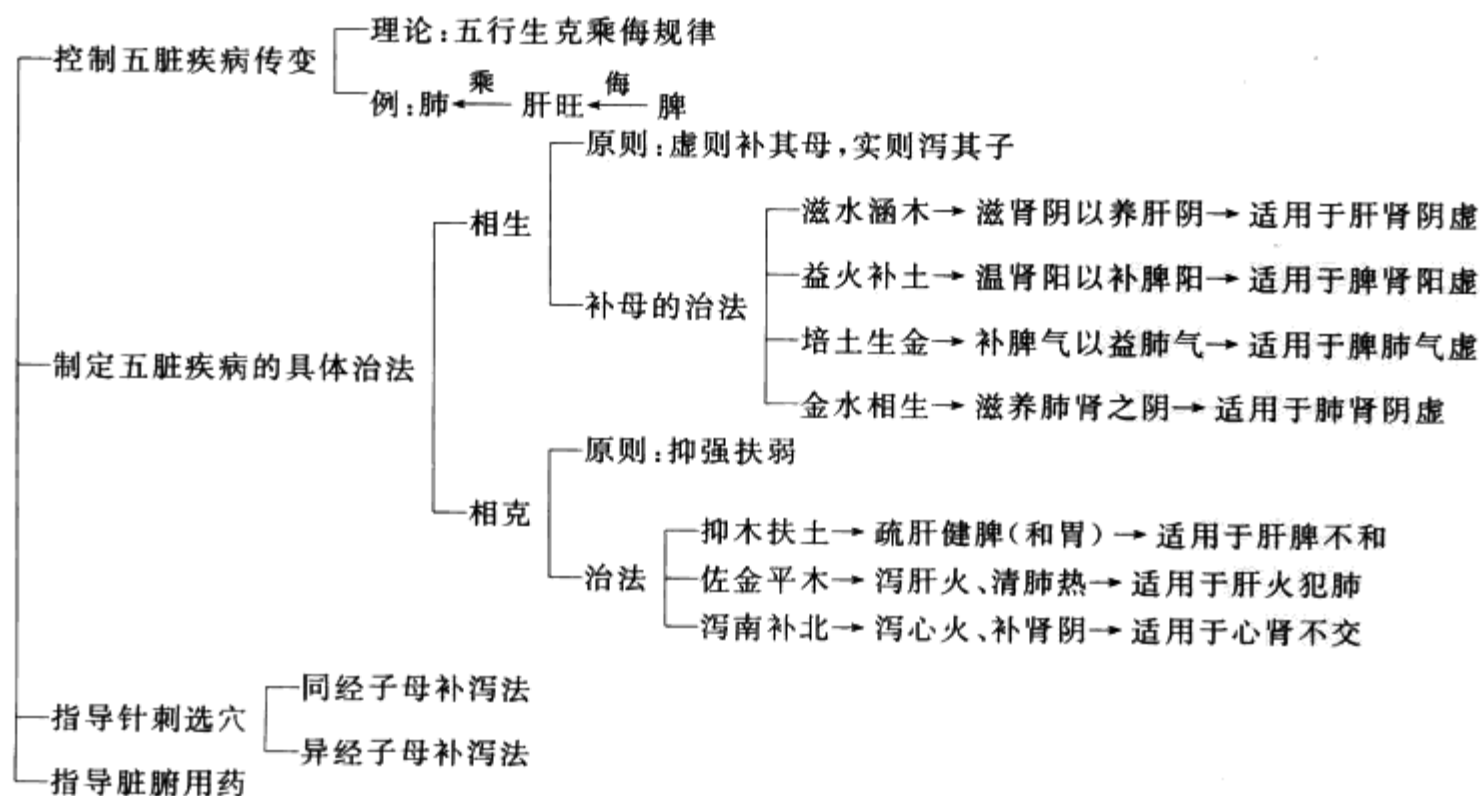 控制五脏疾病传变
理论:五行生克乘侮规律
例:肺 ←乘— 肝旺 ←侮— 脾
制定五脏疾病的具体治法
相生
原则:虚则补其母,实则泻其子
补母的治法
滋水涵木→滋肾阴以养肝阴→适用于肝肾阴虚
益火补土→温肾阳以补脾阳→适用于脾肾阳虚
培土生金→补脾气以益肺气→适用于脾肺气虚
金水相生→滋养肺肾之阴→适用于肺肾阴虚
相克
原则:抑强扶弱
治法
抑木扶土→疏肝健脾(和胃)→适用于肝脾不和
佐金平木→泻肝火、清肺热→适用于肝火犯肺
泻南补北→泻心火、补肾阴→适用于心肾不交
指导针刺选穴
同经子母补泻法
异经子母补泻法
指导脏腑用药